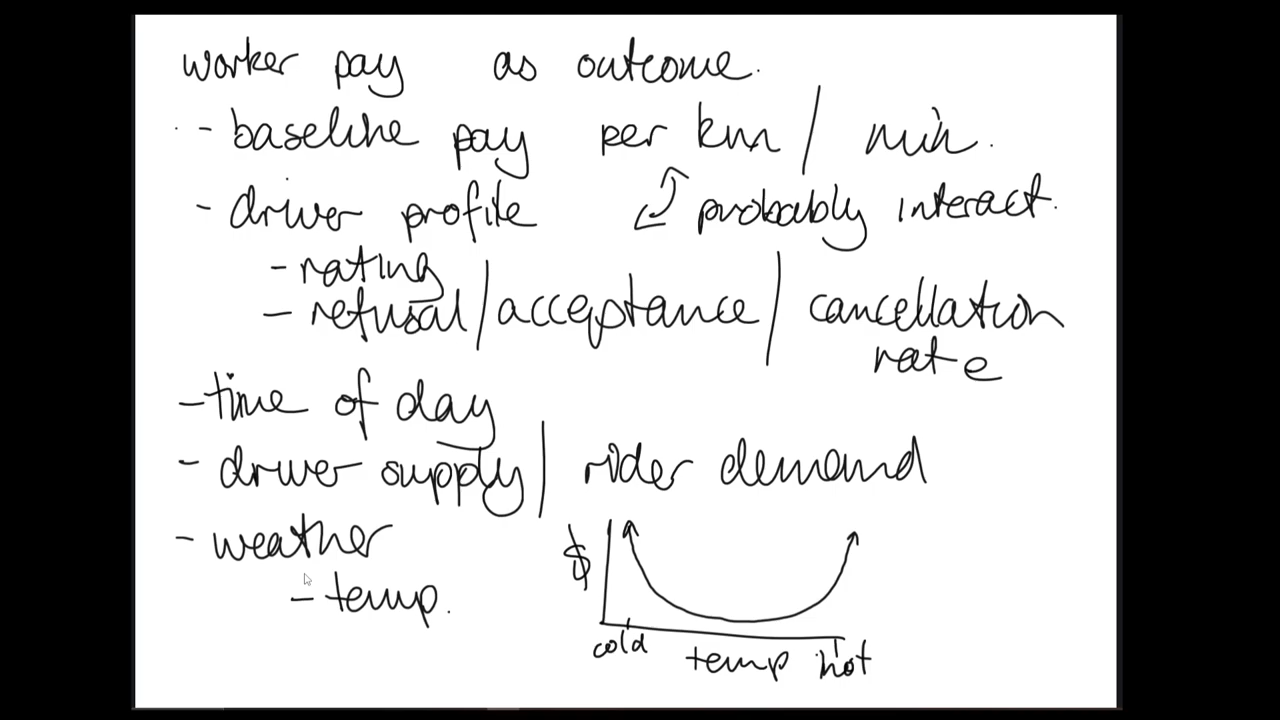 worker pay as outcome.
- baseline pay per km / min.
- driver profile probably interact.
- rating
- refusal/acceptance/cancellation rate
- time of day
- driver supply/rider demand
- weather
- temp.
$
cold temp hot